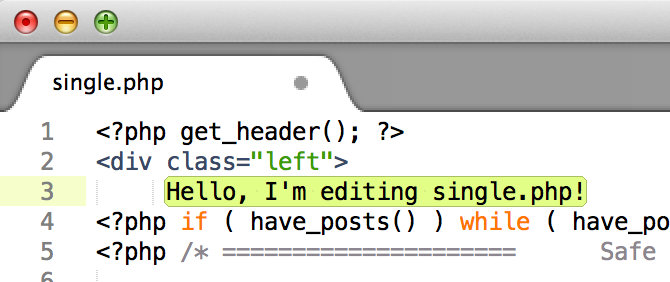 single.php
1 <?php get_header(); ?>
2 <div class="left">
3 Hello, I'm editing single.php!
4 <?php if ( have_posts() ) while ( have_po
5 <?php /* ===================== Safe
6